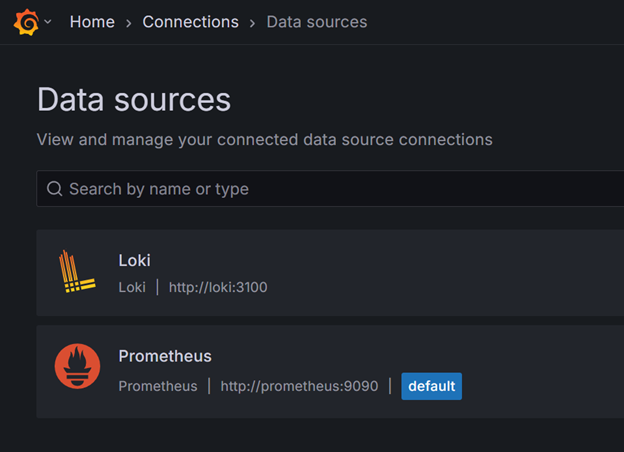 Home > Connections > Data sources
Data sources
View and manage your connected data source connections
Search by name or type
Loki
Loki | http://loki:3100
Prometheus
Prometheus | http://prometheus:9090 | default